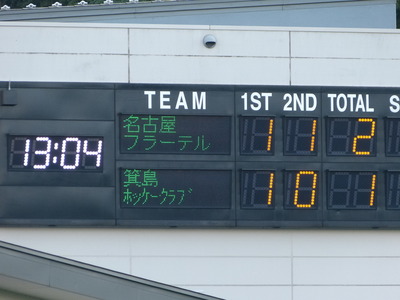 TEAM 1ST 2ND TOTAL S
名古屋
フラーテル 1 1 2
13:04
箕島
ホッケークラブ 1 0 1